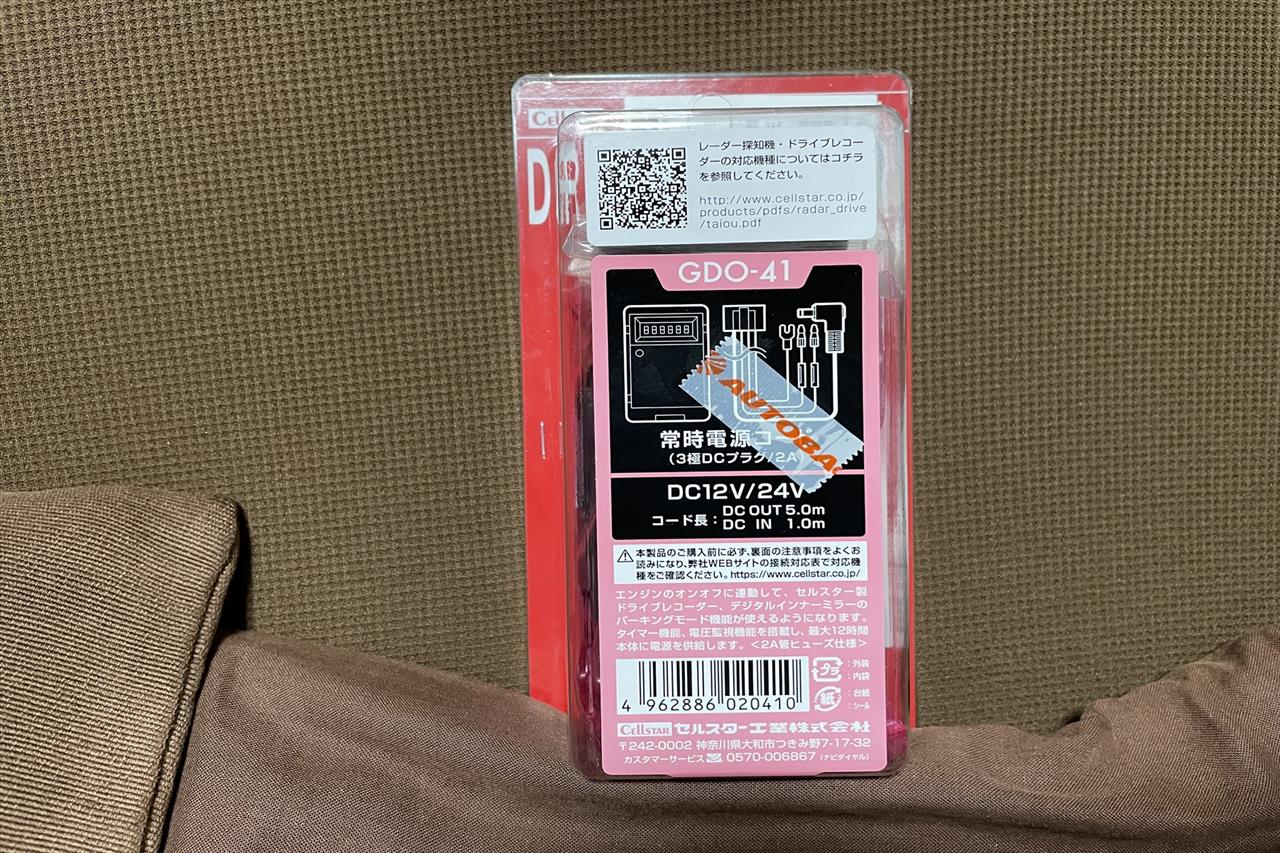 レーダー探知機・ドライブレコー
ダーの対応機種についてはコチラ
を参照してください。
http://www.cellstar.co.jp/
products/pdfs/radar_drive
/taiou.pdf
GDO-41
AUTOBA
常時電源コード
(3極DCプラグ/2A)
DC12V/24V
コード長: DC OUT 5.0m
DC IN 1.0m
本製品のご購入前に必ず、裏面の注意事項をよくお
読みになり、弊社WEBサイトの接続対応表で対応機
種をご確認ください。https://www.cellstar.co.jp/
エンジンのオンオフに連動して、セルスター製
ドライブレコーダー、デジタルインナーミラーの
パーキングモード機能が使えるようになります。
タイマー機能、電圧監視機能を搭載し、最大12時間
本体に電源を供給します。<2A管ヒューズ仕様>
プラ :外装
:内袋
紙 :台紙
:シール
4 962886 020410
CELLSTAR セルスター工業株式会社
〒242-0002 神奈川県大和市つきみ野7-17-32
カスタマーサービス 0570-006867 (ナビダイヤル)